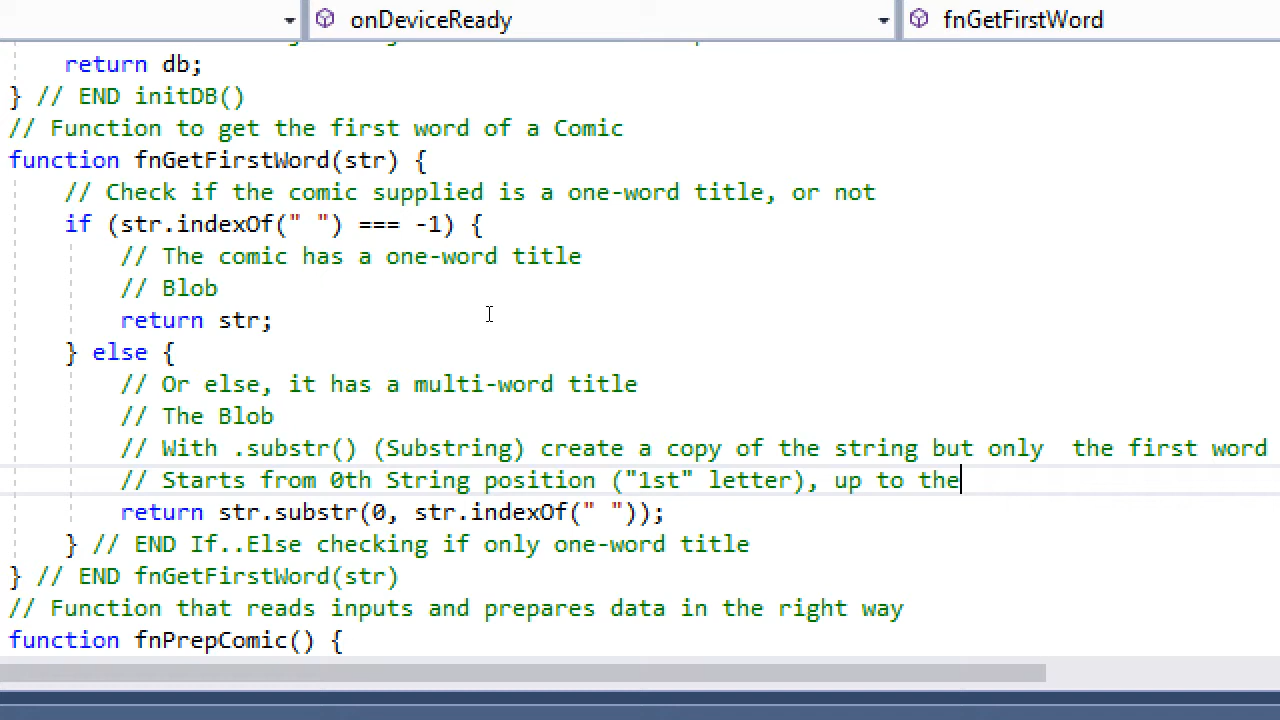 onDeviceReady
fnGetFirstWord
return db;
} // END initDB()
// Function to get the first word of a Comic
function fnGetFirstWord(str) {
// Check if the comic supplied is a one-word title, or not
if (str.indexOf(" ") === -1) {
// The comic has a one-word title
// Blob
return str;
} else {
// Or else, it has a multi-word title
// The Blob
// With .substr() (Substring) create a copy of the string but only  the first word
// Starts from 0th String position ("1st" letter), up to the
return str.substr(0, str.indexOf(" "));
} // END If..Else checking if only one-word title
} // END fnGetFirstWord(str)
// Function that reads inputs and prepares data in the right way
function fnPrepComic() {